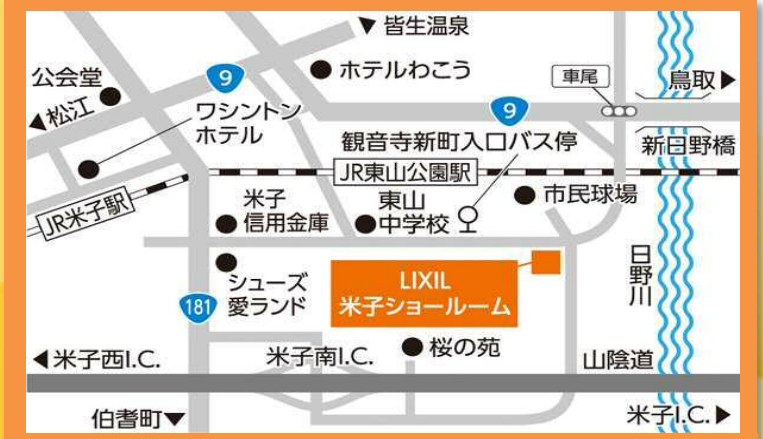 ▼ 皆生温泉
公会堂
9
ホテルわこう
車尾
鳥取▶
◀松江
ワシントン
ホテル
9
観音寺新町入口バス停
新日野橋
JR東山公園駅
JR米子駅
米子
信用金庫
東山
中学校
市民球場
日野川
シューズ
愛ランド
LIXIL
米子ショールーム
181
◀米子西I.C.
米子南I.C.
桜の苑
山陰道
伯耆町▼
米子I.C.▶